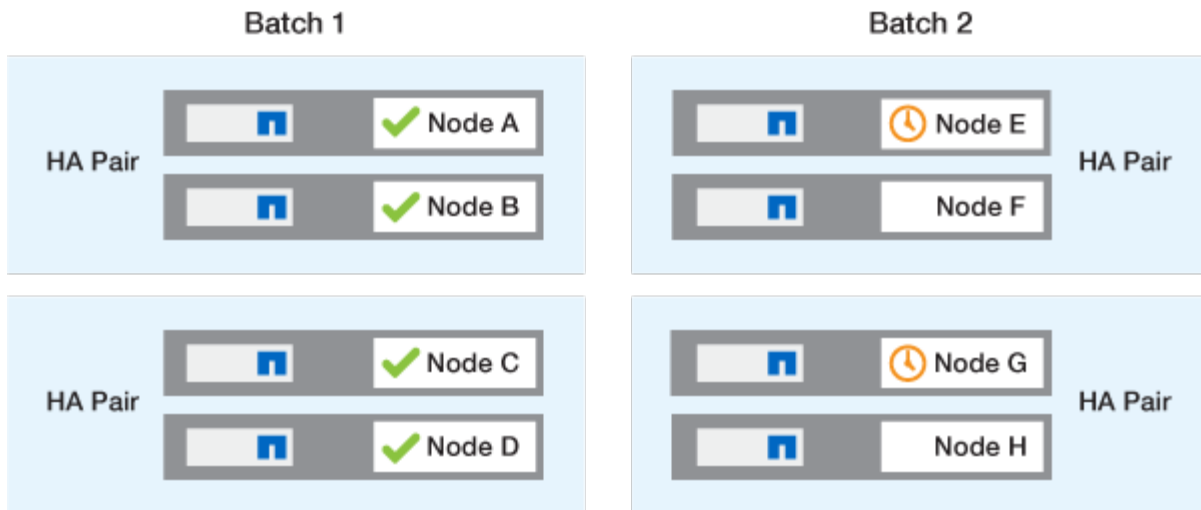 Batch 1
HA Pair
Node A
Node B
HA Pair
Node C
Node D
Batch 2
Node E
Node F
HA Pair
Node G
Node H
HA Pair